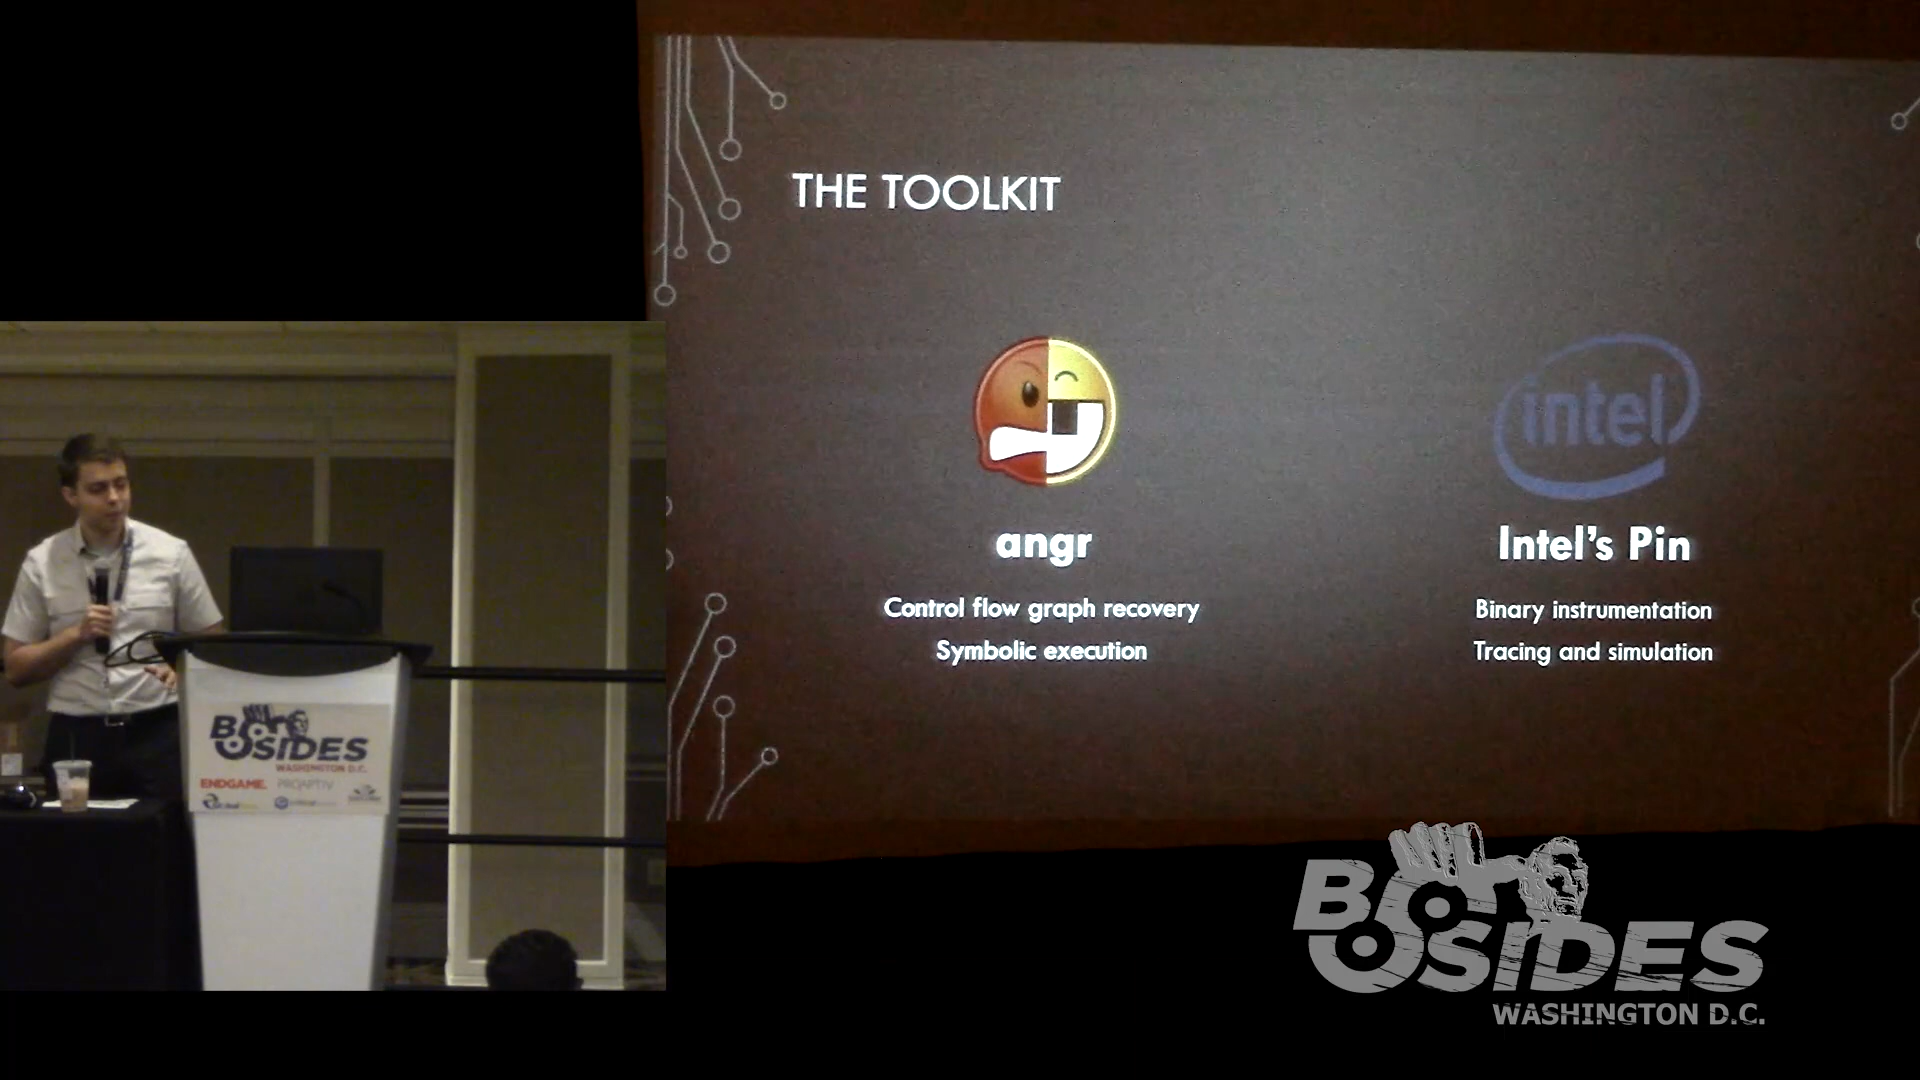 THE TOOLKIT
intel
angr
Intel's Pin
Control flow graph recovery
Binary instrumentation
Symbolic execution
Tracing and simulation
BSIDES
WASHINGTON D.C.
ENDGAME. PROAPTIV
BSIDES
WASHINGTON D.C.